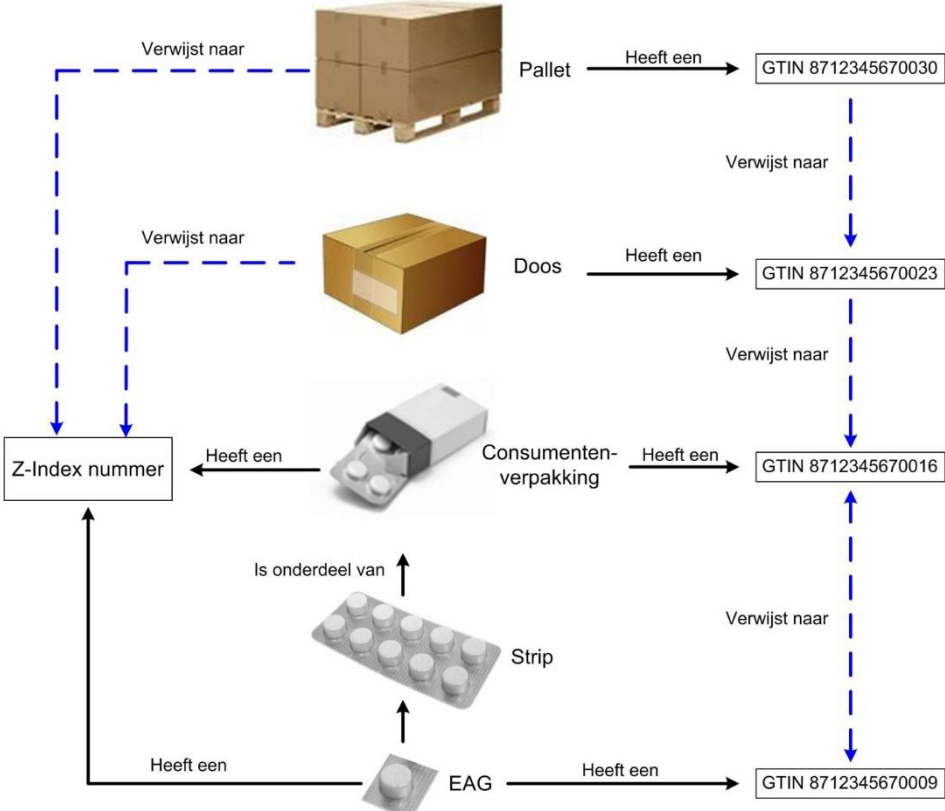 Verwijst naar
Pallet
Heeft een
GTIN 8712345670030
Verwijst naar
Verwijst naar
Doos
Heeft een
GTIN 8712345670023
Verwijst naar
Z-Index nummer
Heeft een
Consumenten-
verpakking
Heeft een
GTIN 8712345670016
Is onderdeel van
Verwijst naar
Strip
Heeft een
EAG
Heeft een
GTIN 8712345670009